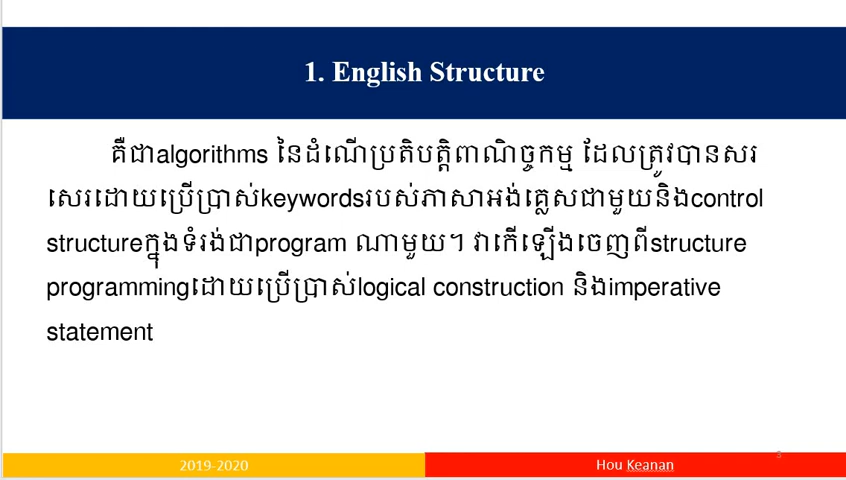 1. English Structure
គឺជាalgorithms នៃដំណើប្រតិបត្តិពាណិច្ចកម្ម ដែលត្រូវបានសរ
សេរដោយប្រើប្រាស់keywordsរបស់ភាសាអង់គ្លេសជាមួយនិងcontrol
structureក្នុងទំរង់ជាprogram ណាមួយ។ វាកើឡើងចេញពីstructure
programmingដោយប្រើប្រាស់logical construction និងimperative
statement
3
2019-2020
Hou Keanan